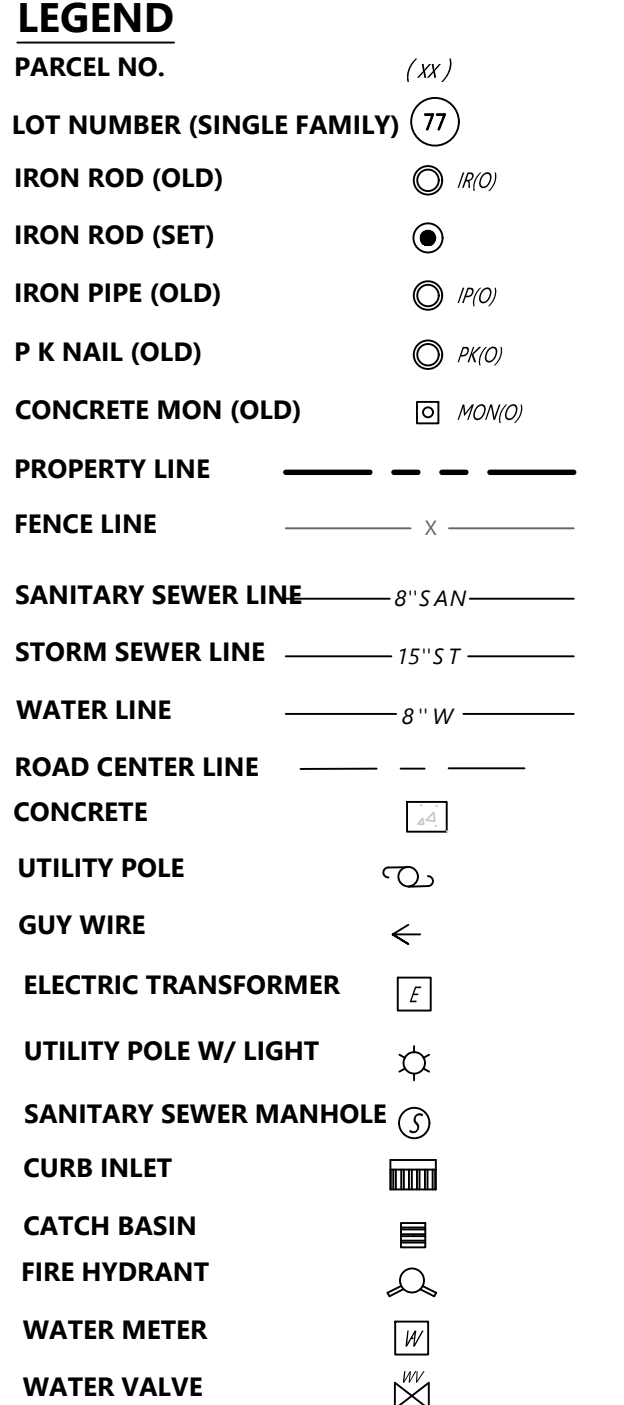 LEGEND
PARCEL NO. (XX)
LOT NUMBER (SINGLE FAMILY) 77
IRON ROD (OLD) IR(O)
IRON ROD (SET)
IRON PIPE (OLD) IP(O)
P K NAIL (OLD) PK(O)
CONCRETE MON (OLD) MON(O)
PROPERTY LINE
FENCE LINE X
SANITARY SEWER LINE 8"SAN
STORM SEWER LINE 15"ST
WATER LINE 8"W
ROAD CENTER LINE
CONCRETE
UTILITY POLE
GUY WIRE
ELECTRIC TRANSFORMER E
UTILITY POLE W/ LIGHT
SANITARY SEWER MANHOLE S
CURB INLET
CATCH BASIN
FIRE HYDRANT
WATER METER W
WATER VALVE WV